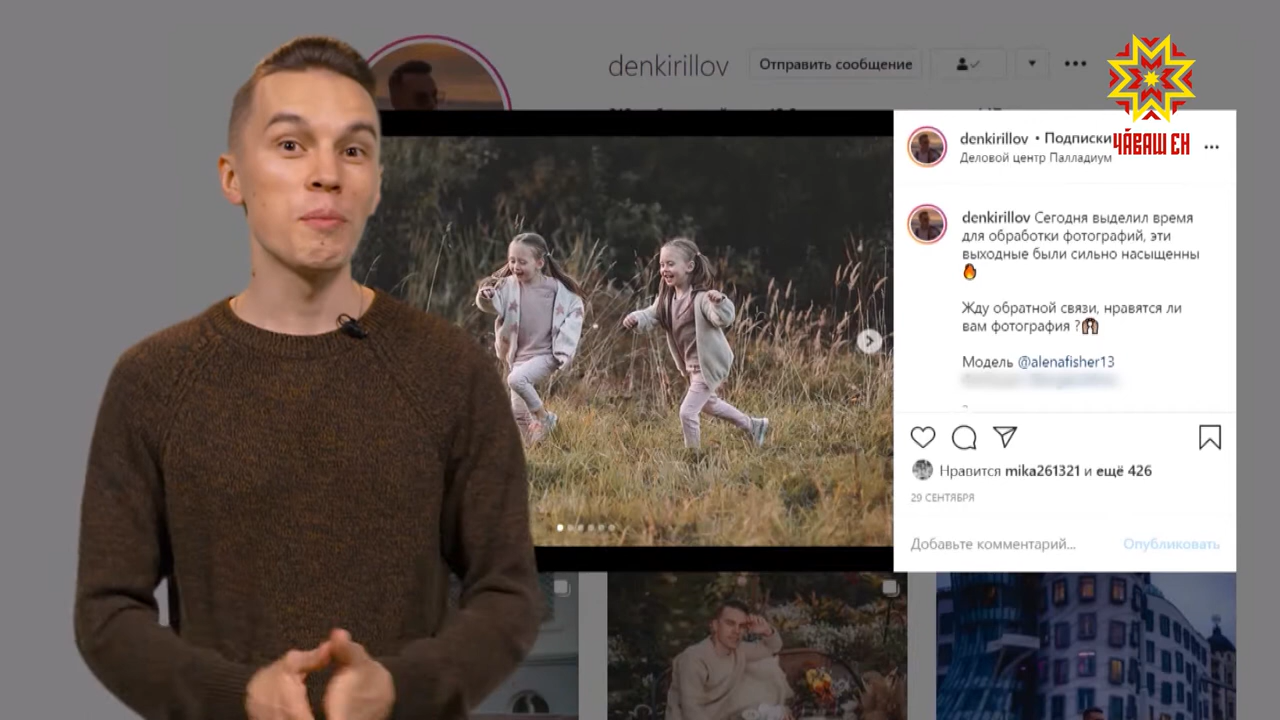 denkirillov
Отправить сообщение
ЧӐВАШ ЕН
denkirillov • Подписки
Деловой центр Палладиум
denkirillov Сегодня выделил время
для обработки фотографий, эти
выходные были сильно насыщенны
Жду обратной связи, нравятся ли
вам фотография ?
Модель @alenafisher13
Нравится mika261321 и ещё 426
29 СЕНТЯБРЯ
Добавьте комментарий...
Опубликовать